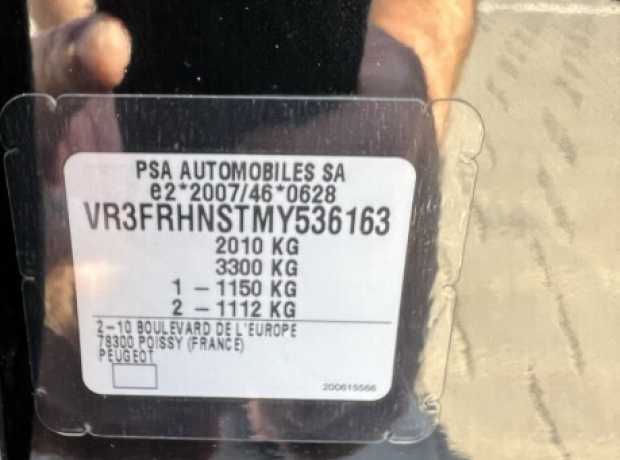 PSA AUTOMOBILES SA
e2*2007/46*0628
VR3FRHNSTMY536163
2010 KG
3300 KG
1 – 1150 KG
2 – 1112 KG
2-10 BOULEVARD DE L'EUROPE
78300 POISSY (FRANCE)
PEUGEOT
200615566